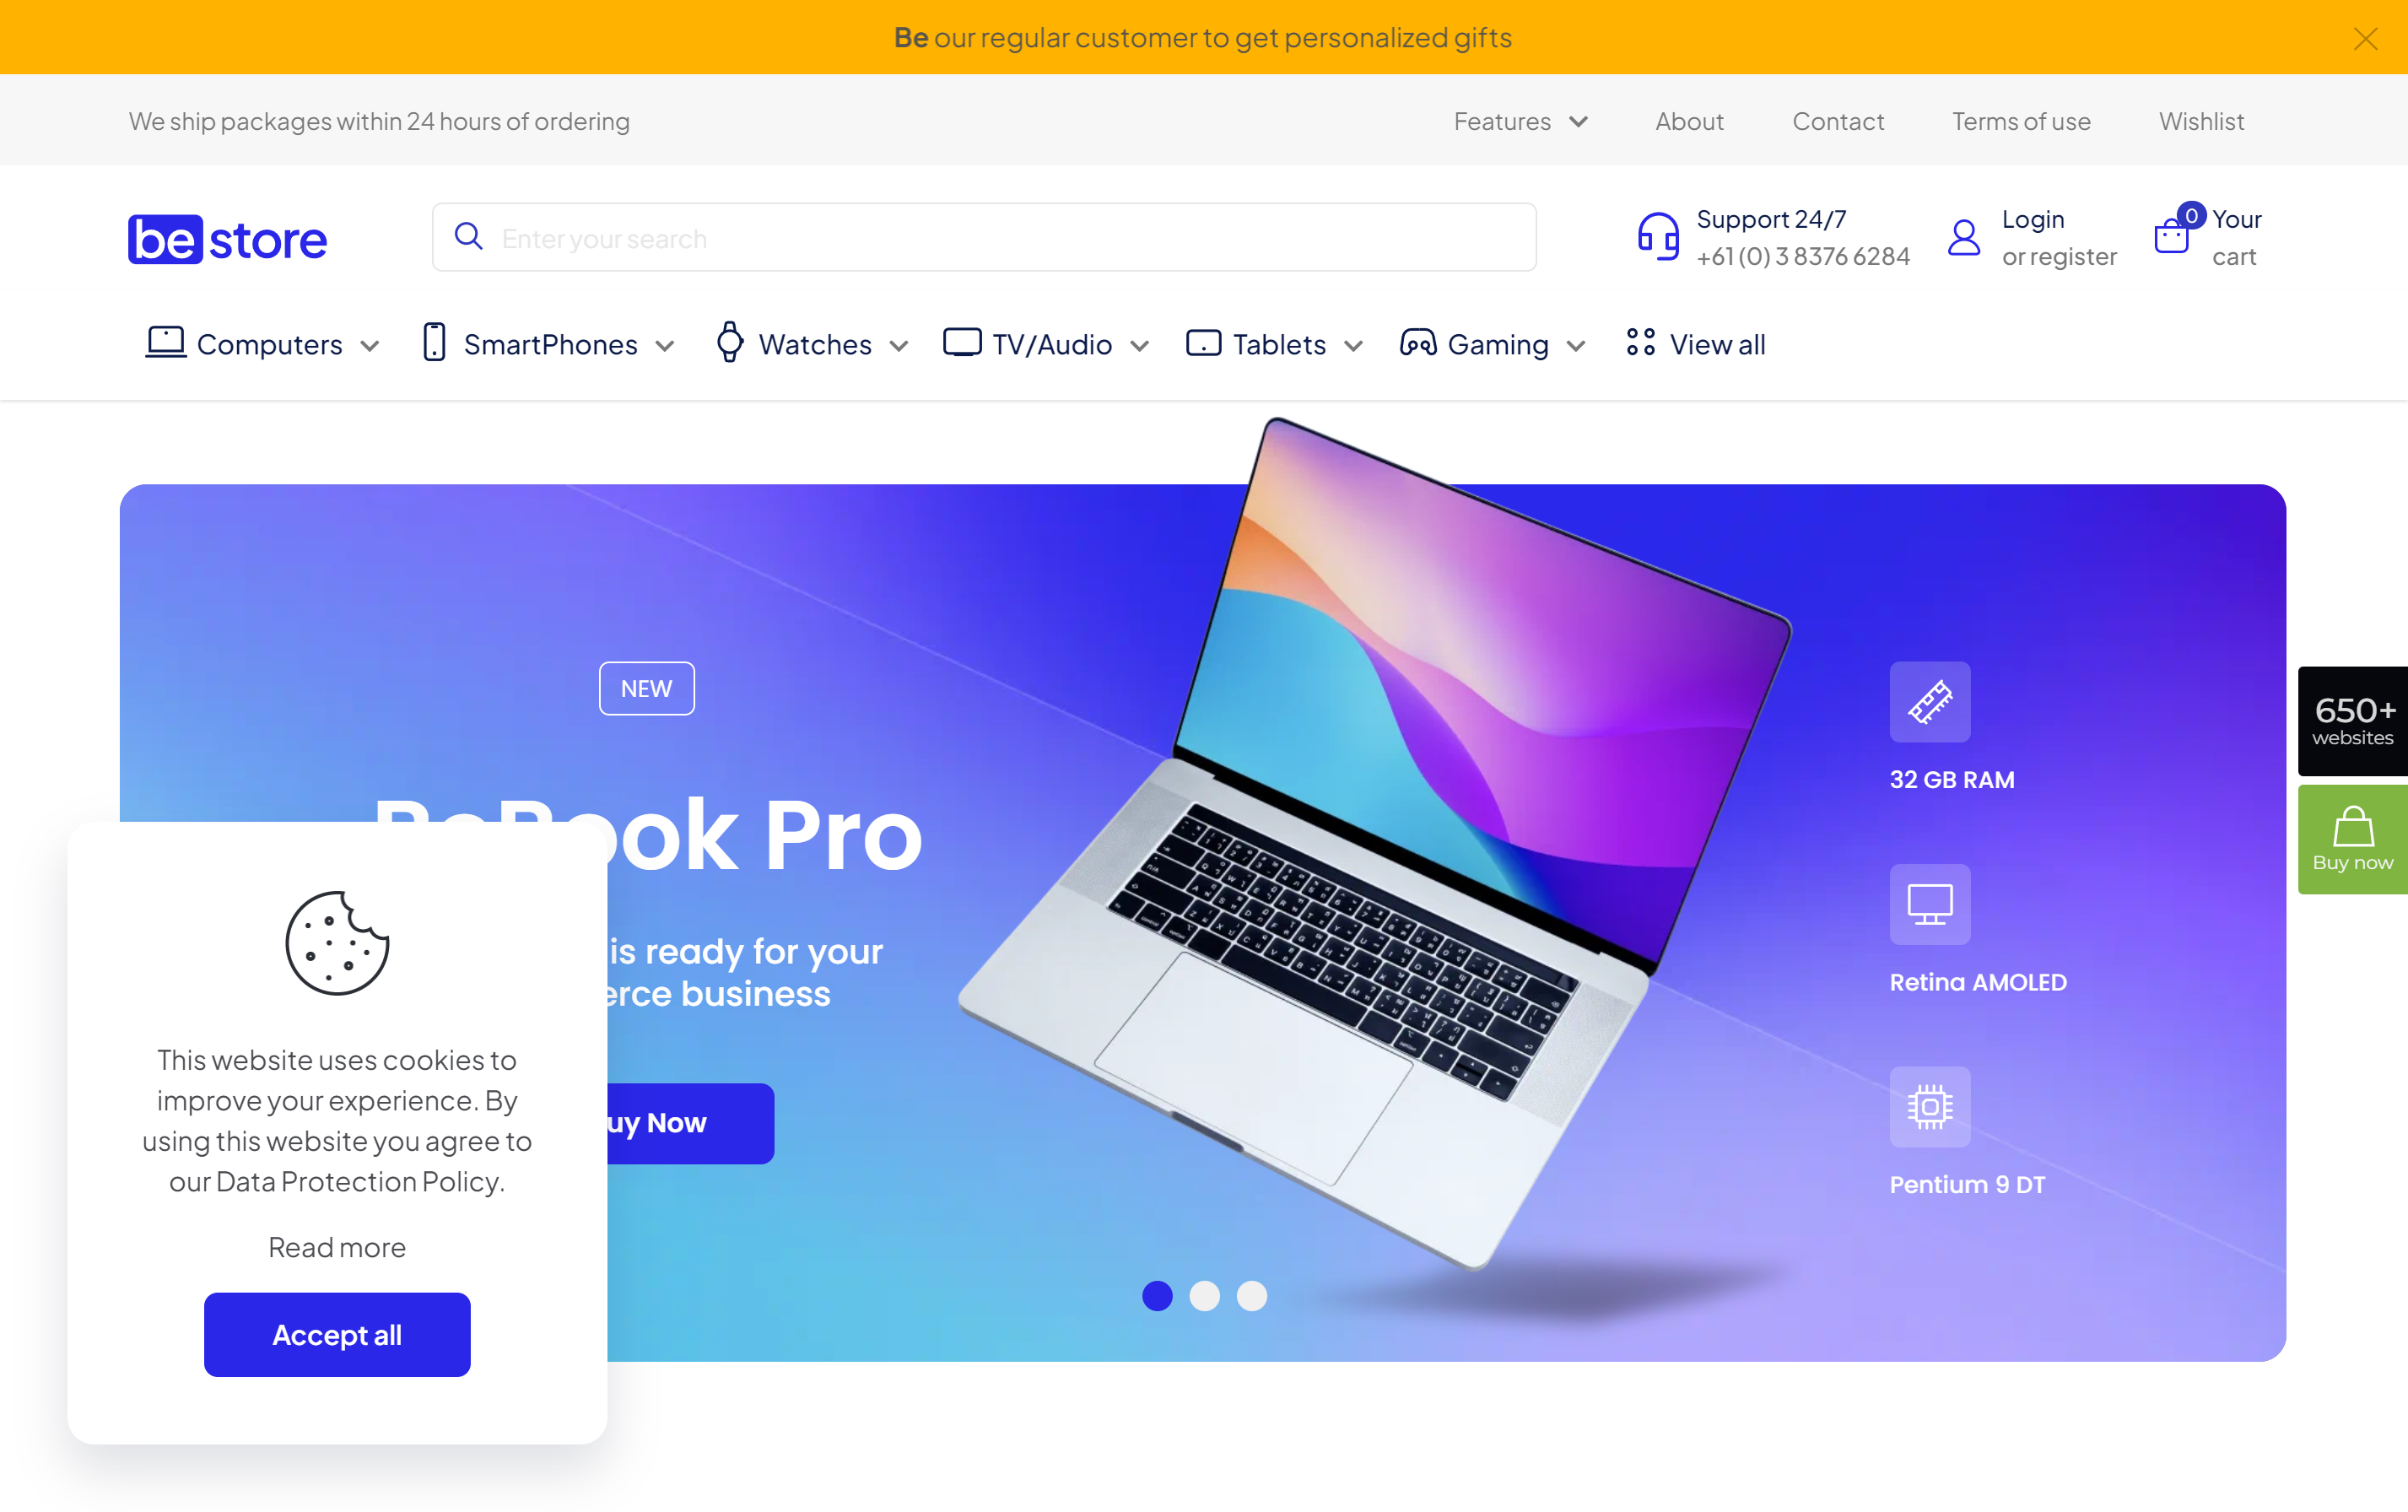 Be our regular customer to get personalized gifts
We ship packages within 24 hours of ordering
Features
About
Contact
Terms of use
Wishlist
be store
Enter your search
Support 24/7
+61 (0) 3 8376 6284
Login
or register
0
Your
cart
Computers
SmartPhones
Watches
TV/Audio
Tablets
Gaming
View all
NEW
BeBook Pro
is ready for your
erce business
uy Now
32 GB RAM
Retina AMOLED
Pentium 9 DT
650+
websites
Buy now
This website uses cookies to
improve your experience. By
using this website you agree to
our Data Protection Policy.
Read more
Accept all